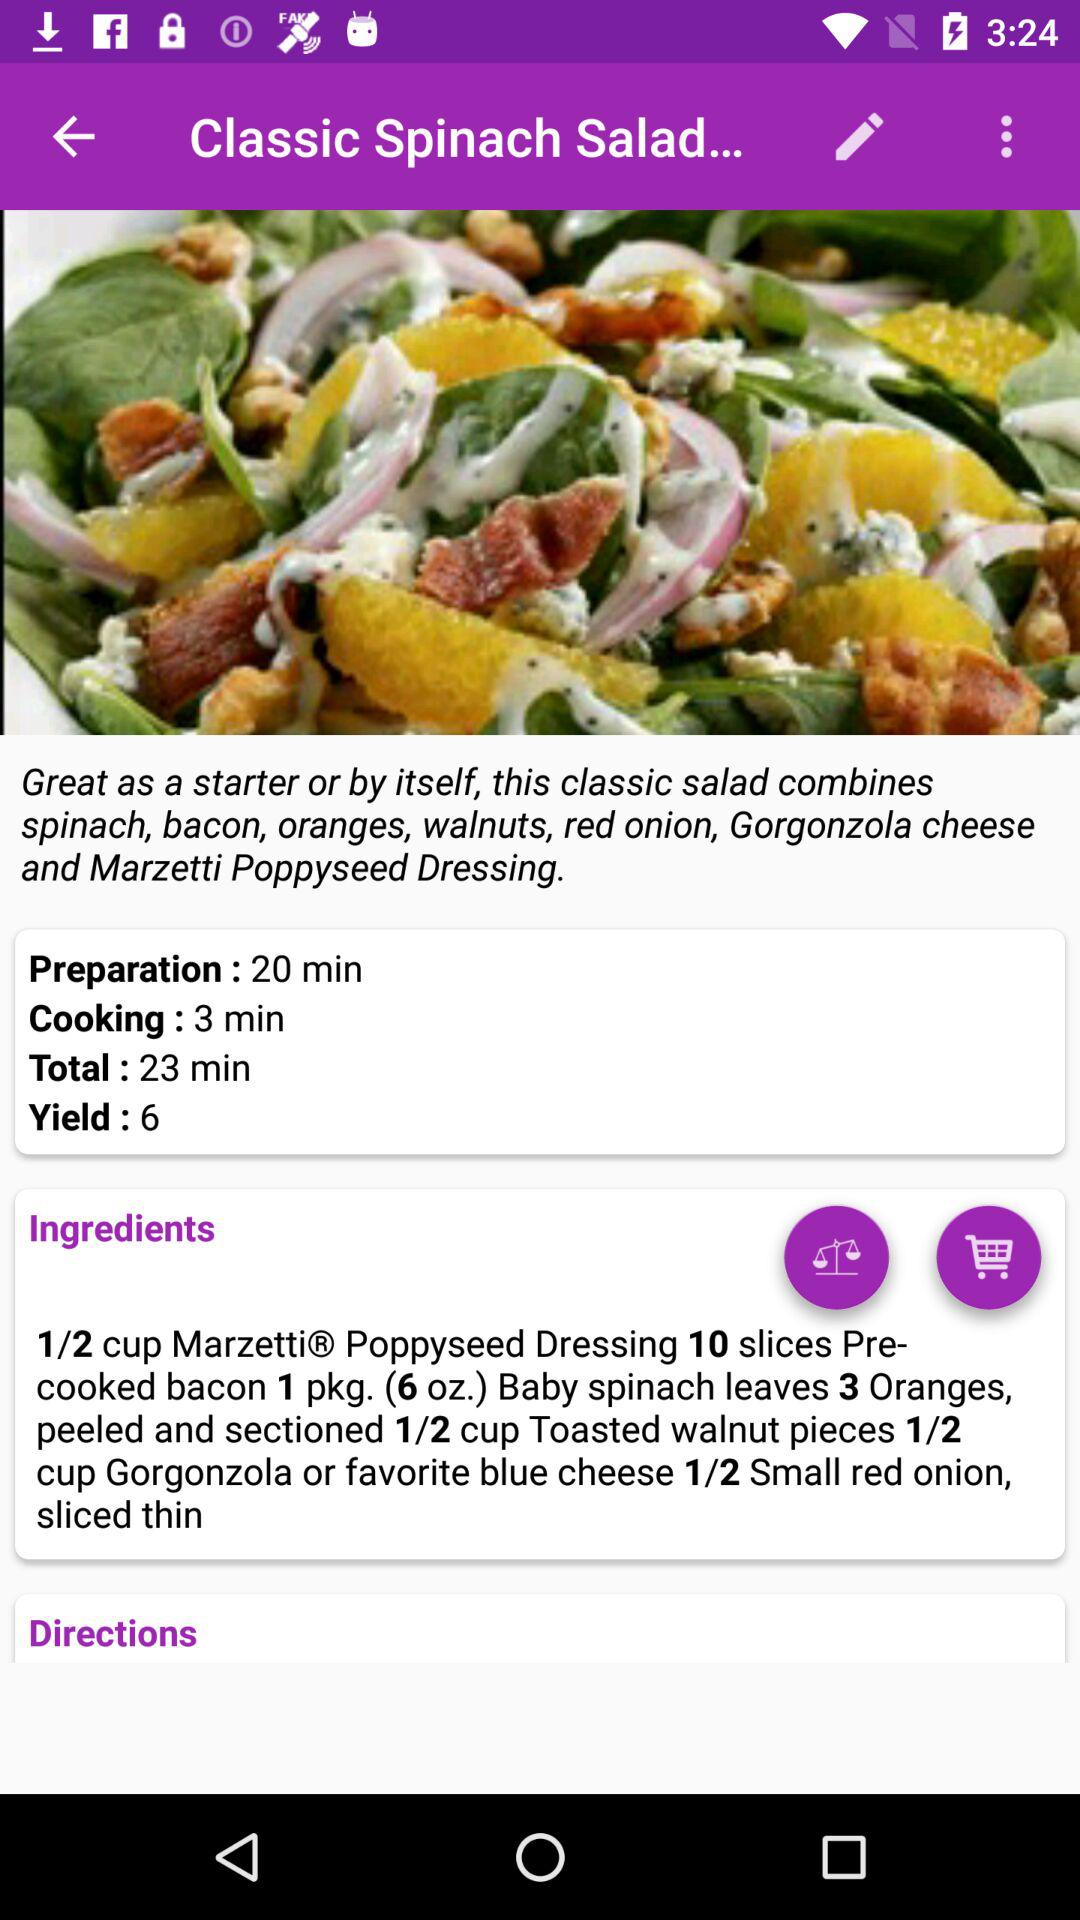 FAKE
3:24
Classic Spinach Salad...
Great as a starter or by itself, this classic salad combines
spinach, bacon, oranges, walnuts, red onion, Gorgonzola cheese
and Marzetti Poppyseed Dressing.
Preparation : 20 min
Cooking : 3 min
Total : 23 min
Yield : 6
Ingredients
1/2 cup Marzetti® Poppyseed Dressing 10 slices Pre-
cooked bacon 1 pkg. (6 oz.) Baby spinach leaves 3 Oranges,
peeled and sectioned 1/2 cup Toasted walnut pieces 1/2
cup Gorgonzola or favorite blue cheese 1/2 Small red onion,
sliced thin
Directions